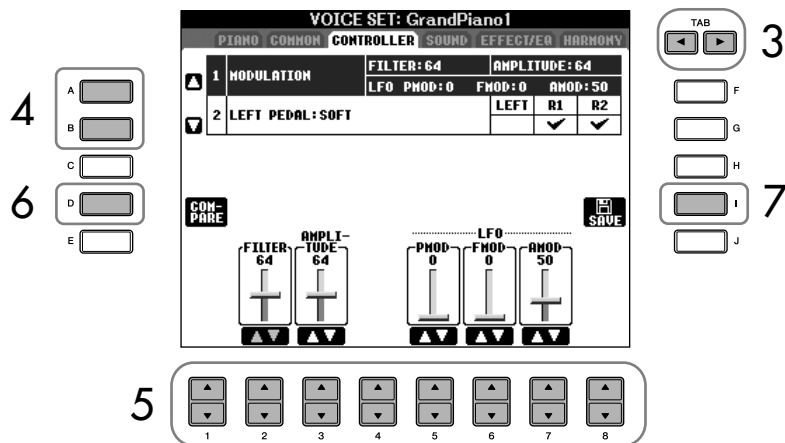 VOICE SET: GrandPiano1
PIANO COMMON CONTROLLER SOUND EFFECT/EQ HARMONY
TAB
3
1 MODULATION
FILTER:64 AMPLITUDE:64
LFO PMOD:0 FMOD:0 AMOD:50
2 LEFT PEDAL:SOFT
LEFT R1 R2
4
A
B
C
6
D
E
F
G
H
7
I
J
COM-
PARE
SAVE
FILTER
64
AMPLI-
TUDE
64
LFO
PMOD
0
FMOD
0
AMOD
50
5
1 2 3 4 5 6 7 8